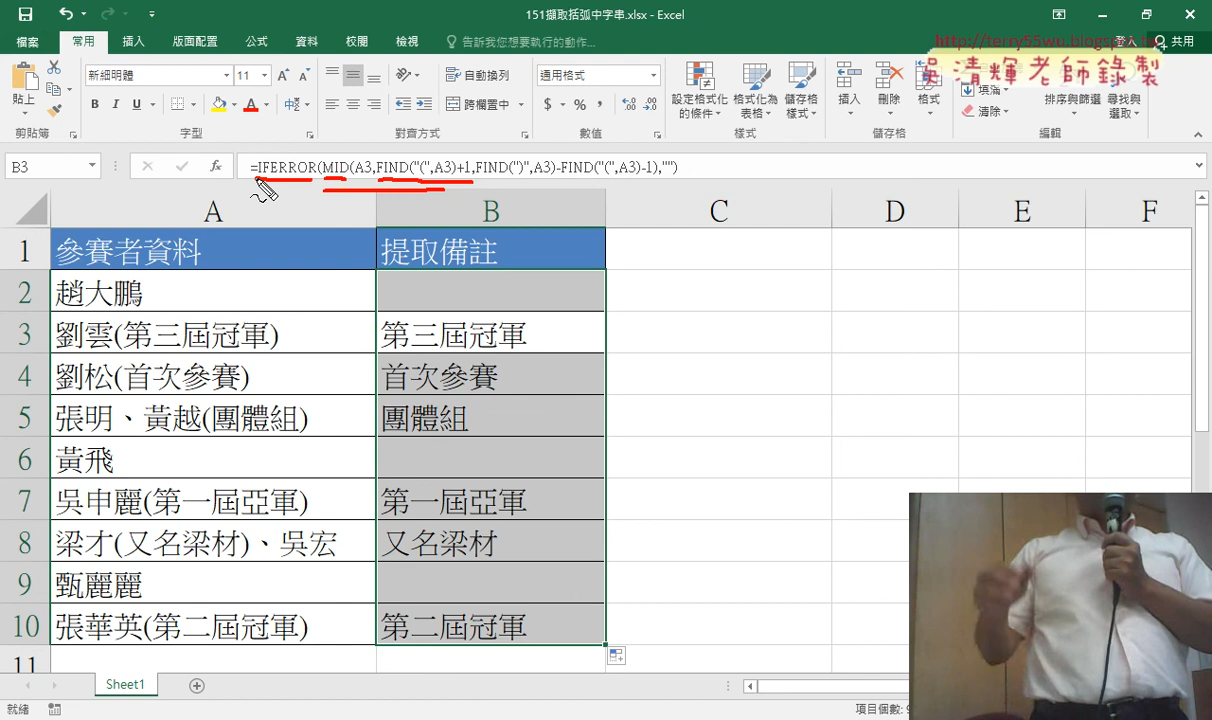 151擷取括弧中字串.xlsx - Excel
檔案 常用 插入 版面配置 公式 資料 校閱 檢視 告訴我您想要執行的動作... 登入 共用
http://terry55wu.blogspot.tw
吳清輝老師錄製
貼上 新細明體 11 自動換列 通用格式 設定格式化的條件 格式化為表格 儲存格樣式 插入 刪除 格式 填滿 清除 排序與篩選 尋找與選取
B I U 中 跨欄置中 $ % ,
剪貼簿 字型 對齊方式 數值 樣式 儲存格 編輯
B3 fx =IFERROR(MID(A3,FIND("(",A3)+1,FIND(")",A3)-FIND("(",A3)-1),"")
A B C D E F
1 參賽者資料 提取備註
2 趙大鵬
3 劉雲(第三屆冠軍) 第三屆冠軍
4 劉松(首次參賽) 首次參賽
5 張明、黃越(團體組) 團體組
6 黃飛
7 吳申麗(第一屆亞軍) 第一屆亞軍
8 梁才(又名梁材)、吳宏 又名梁材
9 甄麗麗
10 張華英(第二屆冠軍) 第二屆冠軍
11
Sheet1
就緒 項目個數: